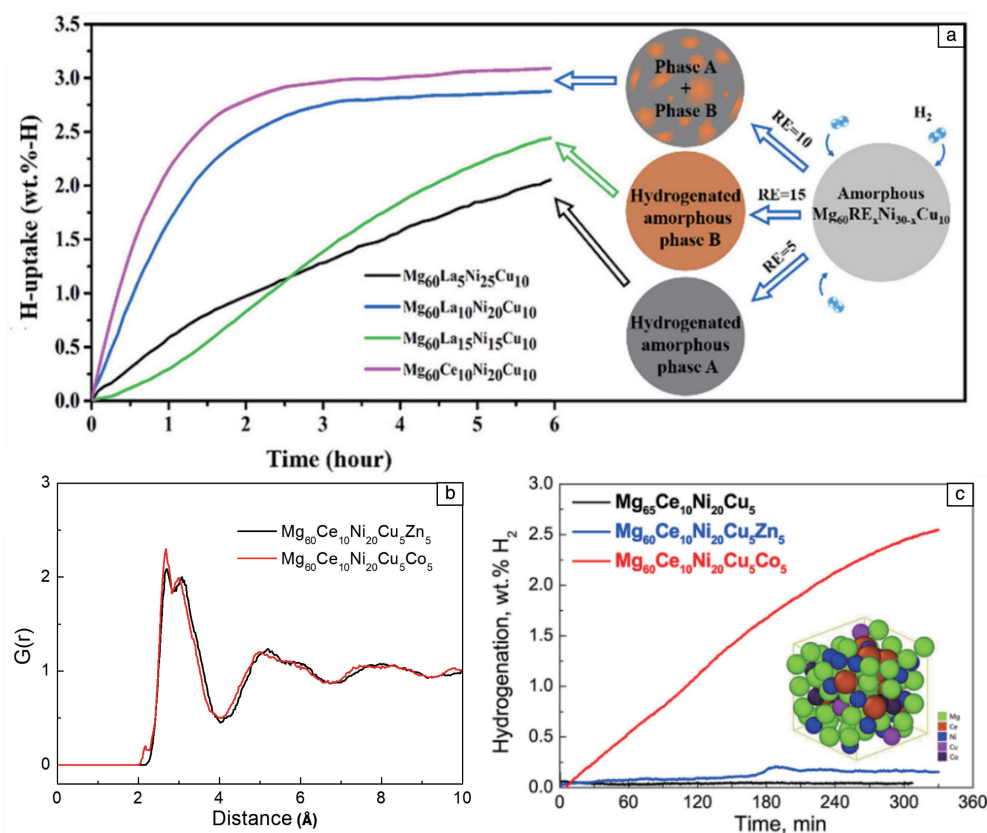 a
3.5
3.0
2.5
2.0
1.5
1.0
0.5
0.0
H-uptake (wt.%-H)
0 1 2 3 4 5 6
Time (hour)
Mg60La5Ni25Cu10
Mg60La10Ni20Cu10
Mg60La15Ni15Cu10
Mg60Ce10Ni20Cu10
Phase A
+
Phase B
Hydrogenated
amorphous
phase B
Hydrogenated
amorphous
phase A
RE=10
RE=15
RE=5
H2
Amorphous
Mg60RExNi30-xCu10
b
3
2
1
0
G(r)
0 2 4 6 8 10
Distance (Å)
Mg60Ce10Ni20Cu5Zn5
Mg60Ce10Ni20Cu5Co5
c
3.0
2.5
2.0
1.5
1.0
0.5
0.0
Hydrogenation, wt.% H2
0 60 120 180 240 300 360
Time, min
Mg65Ce10Ni20Cu5
Mg60Ce10Ni20Cu5Zn5
Mg60Ce10Ni20Cu5Co5
Mg
Ce
Ni
Cu
Co